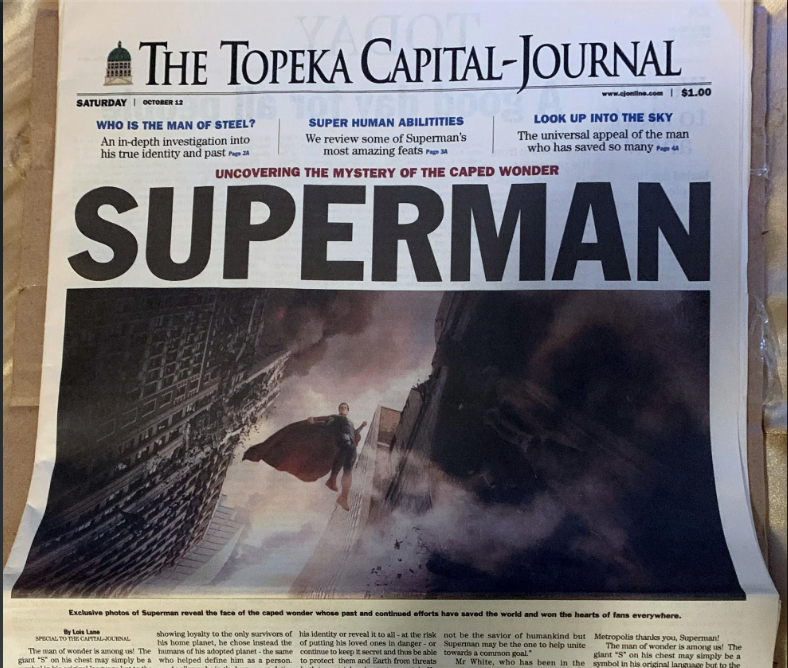 THE TOPEKA CAPITAL-JOURNAL
SATURDAY | OCTOBER 12
www.cjonline.com | $1.00
WHO IS THE MAN OF STEEL?
An in-depth investigation into
his true identity and past Page 2A
SUPER HUMAN ABILITITIES
We review some of Superman's
most amazing feats Page 3A
LOOK UP INTO THE SKY
The universal appeal of the man
who has saved so many Page 4A
UNCOVERING THE MYSTERY OF THE CAPED WONDER
SUPERMAN
Exclusive photos of Superman reveal the face of the caped wonder whose past and continued efforts have saved the world and won the hearts of fans everywhere.
By Lois Lane
SPECIAL TO THE CAPITAL-JOURNAL
The man of wonder is among us! The
giant "S" on his chest may simply be a
showing loyalty to the only survivors of
his home planet, he chose instead the
humans of his adopted planet - the same
who helped define him as a person.
his identity or reveal it to all - at the risk
of putting his loved ones in danger - or
continue to keep it secret and thus be able
to protect them and Earth from threats
not be the savior of humankind but
Superman may be the one to help unite
towards a common goal."
Mr White, who has been in the
Metropolis thanks you, Superman!
The man of wonder is among us! The
giant "S" on his chest may simply be a
symbol in his original language but to the